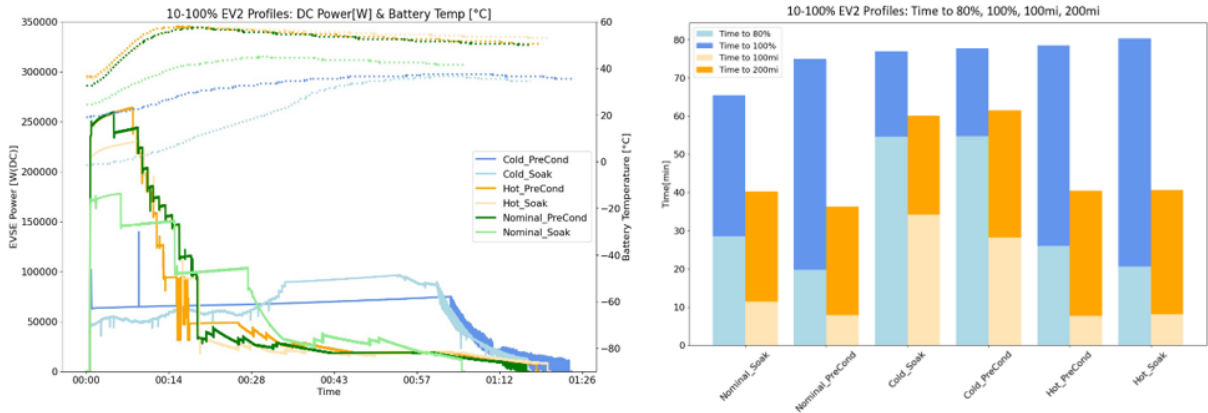 10-100% EV2 Profiles: DC Power[W] & Battery Temp [°C]
350000
300000
250000
200000
150000
100000
50000
0
EVSE Power [W(DC)]
60
40
20
0
−20
−40
−60
−80
Battery Temperature [°C]
Cold_PreCond
Cold_Soak
Hot_PreCond
Hot_Soak
Nominal_PreCond
Nominal_Soak
00:00
00:14
00:28
00:43
00:57
01:12
01:26
Time
10-100% EV2 Profiles: Time to 80%, 100%, 100mi, 200mi
Time to 80%
Time to 100%
Time to 100mi
Time to 200mi
80
70
60
50
40
30
20
10
0
Time[min]
Nominal_Soak
Nominal_PreCond
Cold_Soak
Cold_PreCond
Hot_PreCond
Hot_Soak